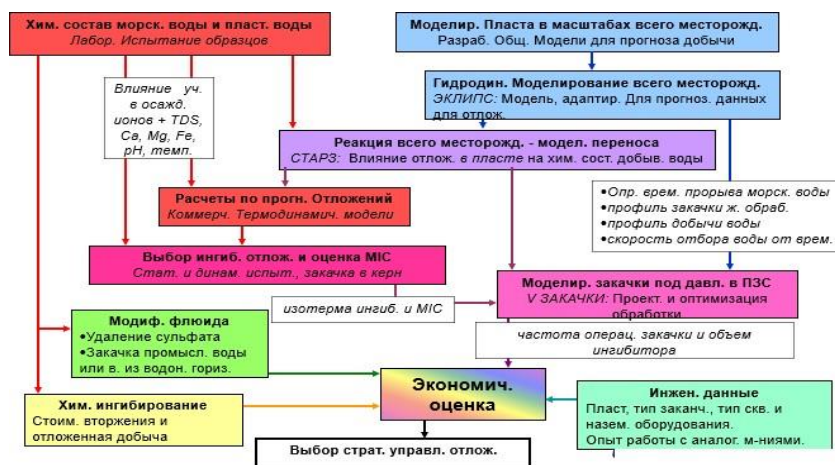 Хим. состав морск. воды и пласт. воды
Лабор. Испытание образцов
Моделир. Пласта в масштабах всего месторожд.
Разраб. Общ. Модели для прогноза добычи
Влияние уч.
в осажд.
ионов + TDS,
Ca, Mg, Fe,
pH, темп.
Гидродин. Моделирование всего месторожд.
ЭКЛИПС: Модель, адаптир. Для прогноз. данных
для отлож.
Реакция всего месторожд. - модел. переноса
СТАРЗ: Влияние отлож. в пласте на хим. сост. добыв. воды
Расчеты по прогн. Отложений
Коммерч. Термодинамич. модели
•Опр. врем. прорыва морск. воды
•профиль закачки ж. обраб.
•профиль добычи воды
•скорость отбора воды от врем.
Выбор ингиб. отлож. и оценка MIC
Стат. и динам. испыт., закачка в керн
Моделир. закачки под давл. в ПЗС
V ЗАКАЧКИ: Проект. и оптимизация
обработки
изотерма ингиб. и MIC
Модиф. флюида
•Удаление сульфата
•Закачка промысл. воды
или в. из водон. гориз.
частота операц. закачки и объем
ингибитора
Экономич.
оценка
Инжен. данные
Пласт, тип заканч., тип скв. и
назем. оборудования.
Опыт работы с аналог. м-ниями.
Хим. ингибирование
Стоим. вторжения и
отложенная добыча
Выбор страт. управл. отлож.